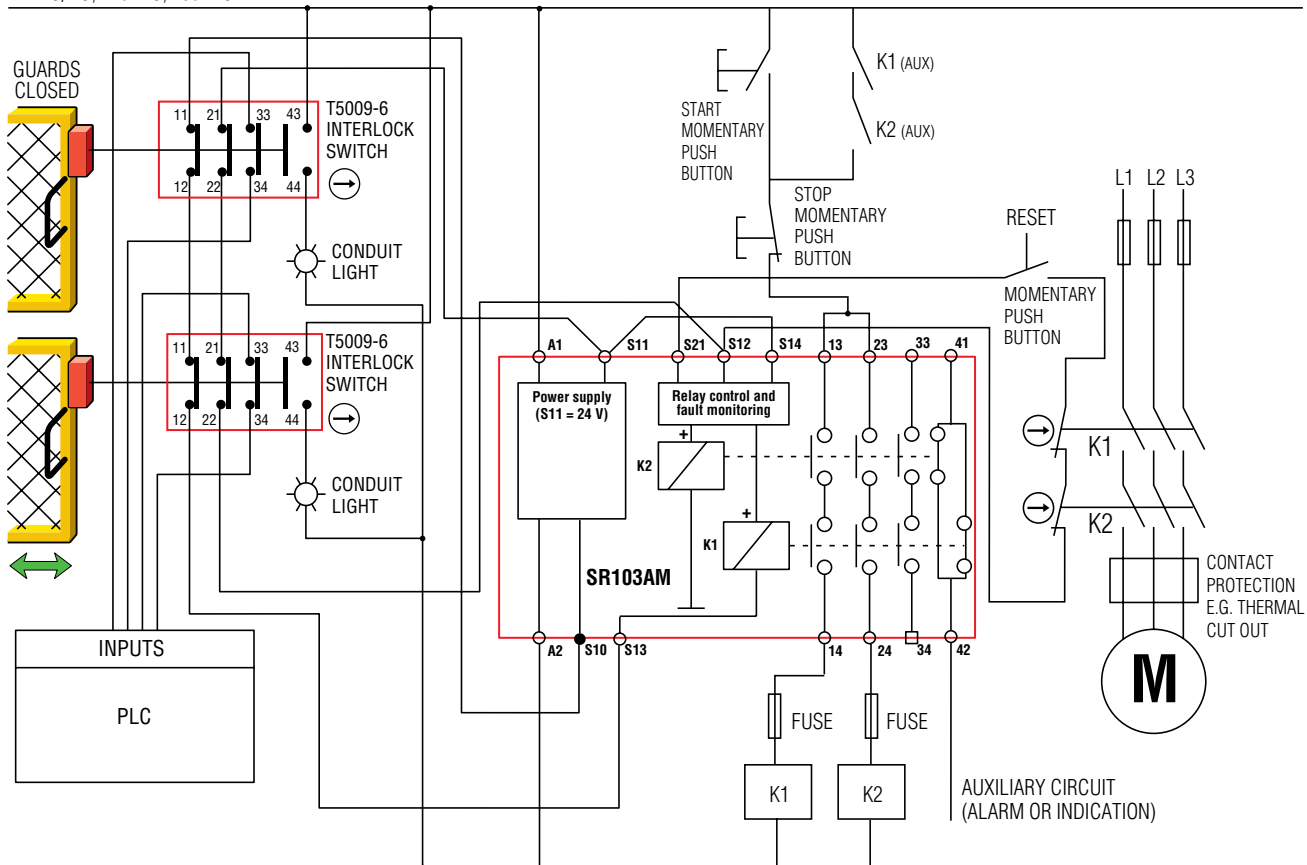 GUARDS
CLOSED
11 21 33 43
12 22 34 44
T5009-6
INTERLOCK
SWITCH
CONDUIT
LIGHT
11 21 33 43
12 22 34 44
T5009-6
INTERLOCK
SWITCH
CONDUIT
LIGHT
INPUTS
PLC
START
MOMENTARY
PUSH
BUTTON
K1 (AUX)
K2 (AUX)
STOP
MOMENTARY
PUSH
BUTTON
RESET
MOMENTARY
PUSH
BUTTON
L1 L2 L3
A1 S11 S21 S12 S14 13 23 33 41
Power supply
(S11 = 24 V)
Relay control and
fault monitoring
+
K2
+
K1
SR103AM
A2 S10 S13 14 24 34 42
FUSE
FUSE
K1
K2
AUXILIARY CIRCUIT
(ALARM OR INDICATION)
K1
K2
CONTACT
PROTECTION
E.G. THERMAL
CUT OUT
M